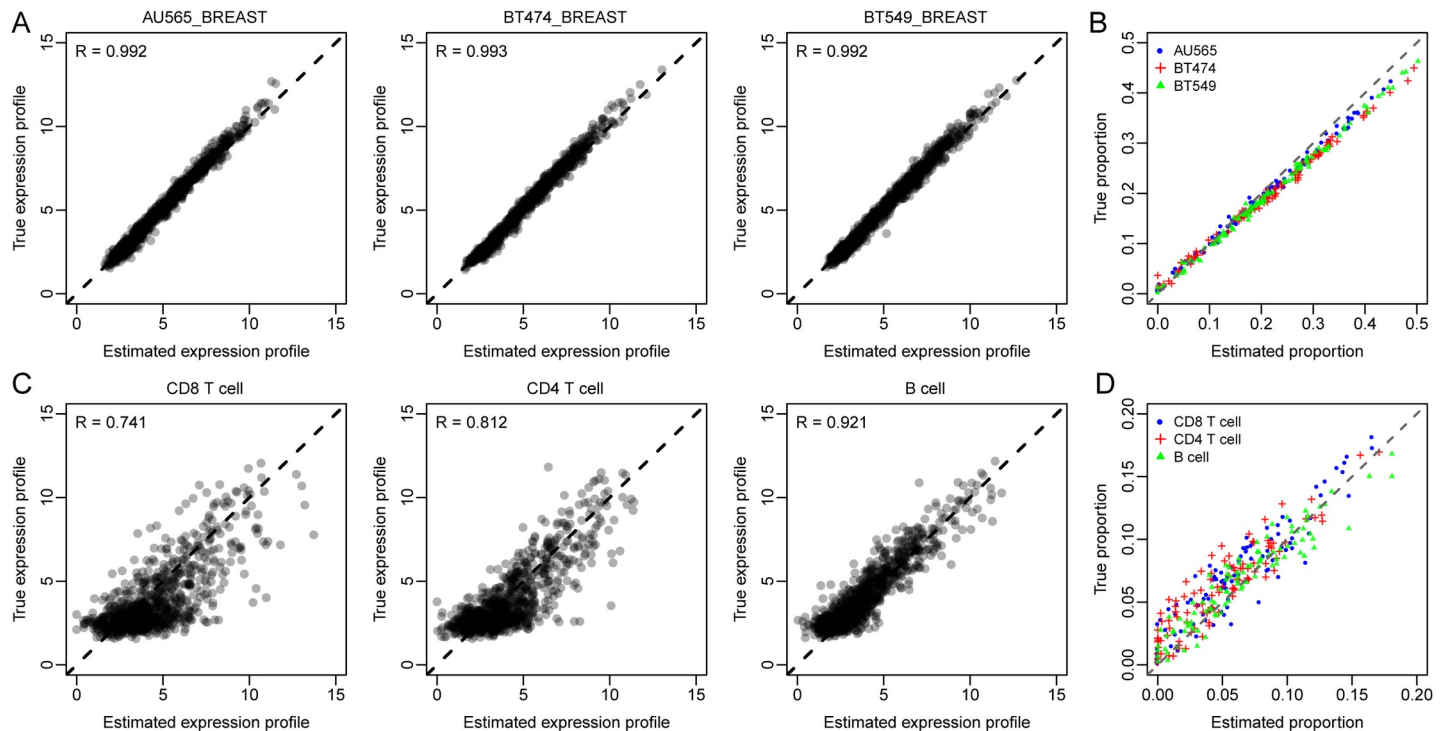 A
AU565_BREAST
R = 0.992
True expression profile
15
10
5
0
0 5 10 15
Estimated expression profile
BT474_BREAST
R = 0.993
True expression profile
15
10
5
0
0 5 10 15
Estimated expression profile
BT549_BREAST
R = 0.992
True expression profile
15
10
5
0
0 5 10 15
Estimated expression profile
B
AU565
BT474
BT549
True proportion
0.5
0.4
0.3
0.2
0.1
0.0
0.0 0.1 0.2 0.3 0.4 0.5
Estimated proportion
C
CD8 T cell
R = 0.741
True expression profile
15
10
5
0
0 5 10 15
Estimated expression profile
CD4 T cell
R = 0.812
True expression profile
15
10
5
0
0 5 10 15
Estimated expression profile
B cell
R = 0.921
True expression profile
15
10
5
0
0 5 10 15
Estimated expression profile
D
CD8 T cell
CD4 T cell
B cell
True proportion
0.20
0.15
0.10
0.05
0.00
0.00 0.05 0.10 0.15 0.20
Estimated proportion